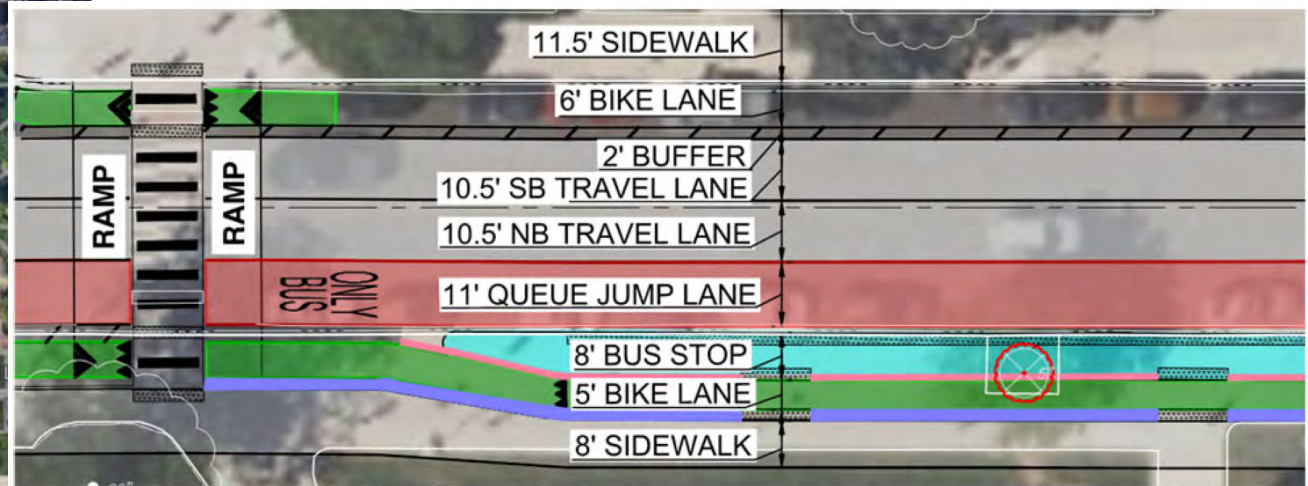 11.5' SIDEWALK
6' BIKE LANE
2' BUFFER
10.5' SB TRAVEL LANE
RAMP
RAMP
10.5' NB TRAVEL LANE
ONLY
BUS
11' QUEUE JUMP LANE
8' BUS STOP
5' BIKE LANE
8' SIDEWALK